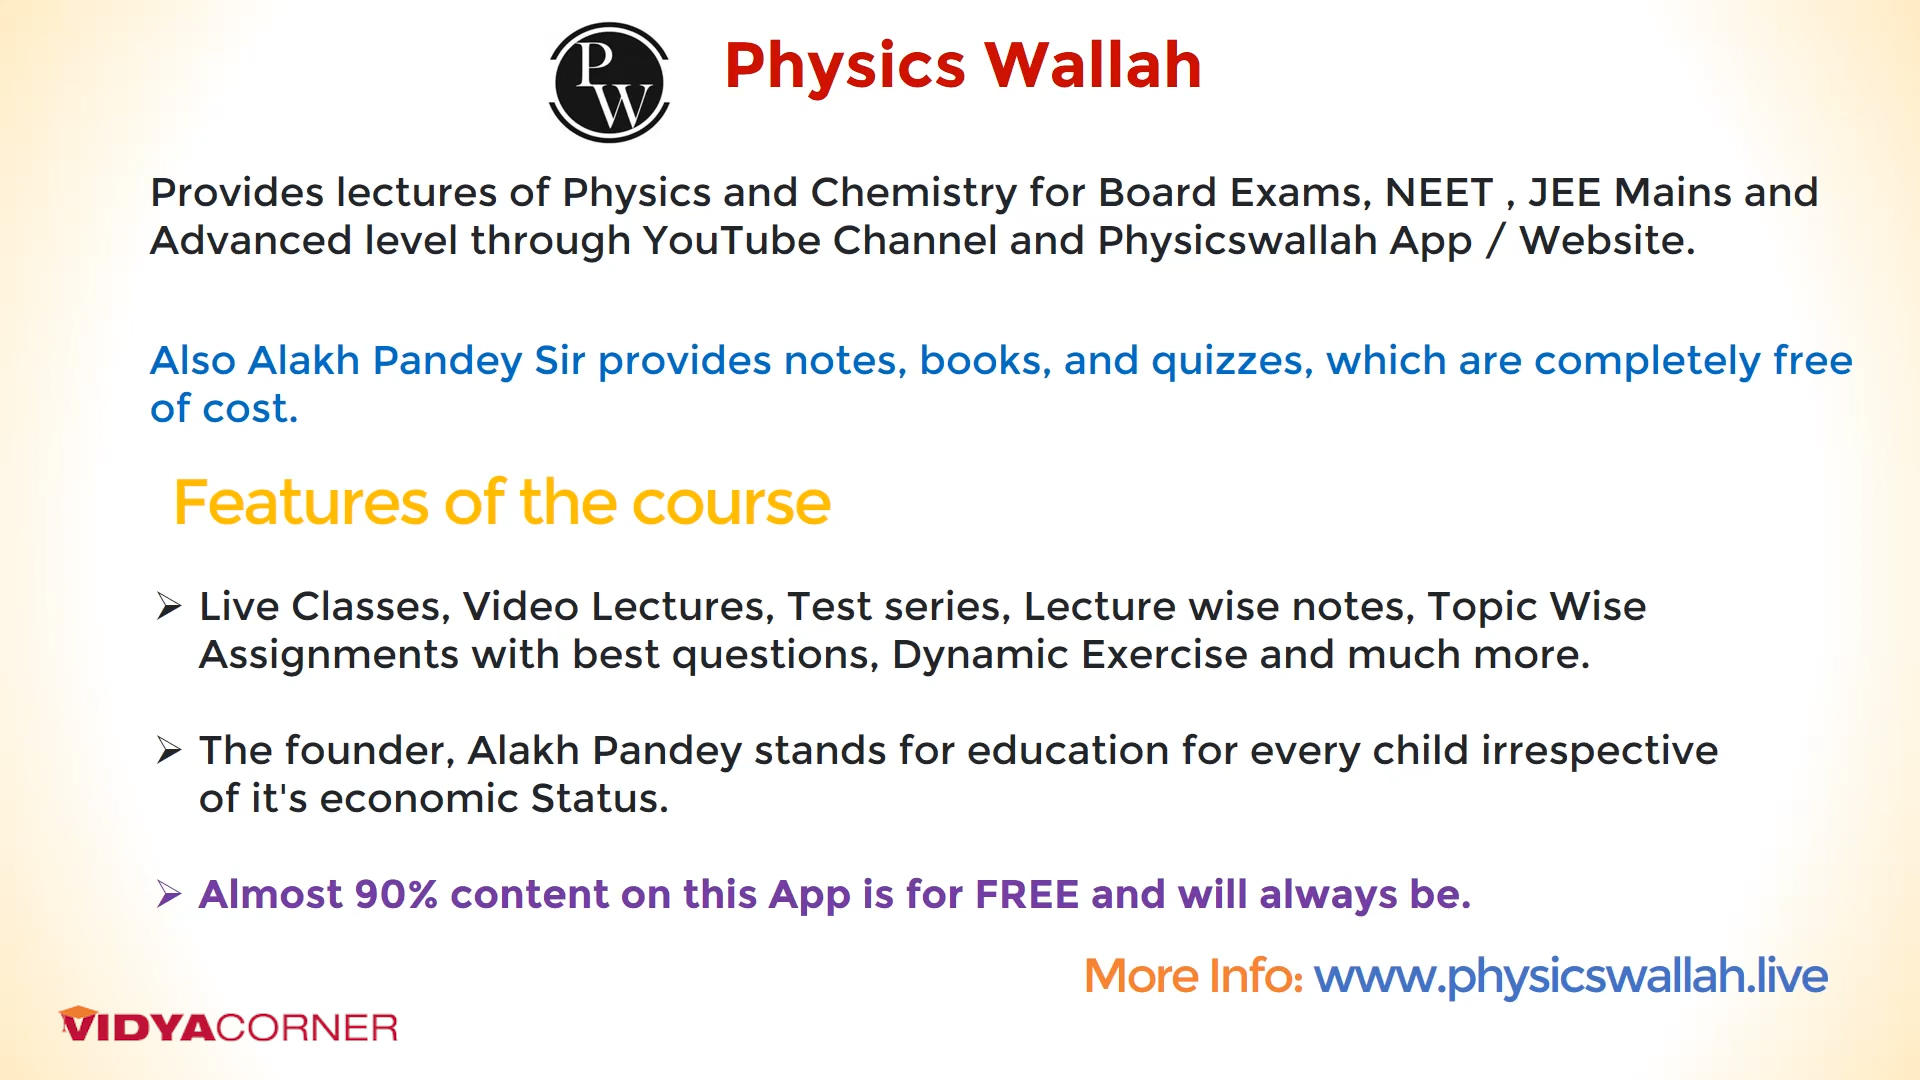 PW
Physics Wallah
Provides lectures of Physics and Chemistry for Board Exams, NEET , JEE Mains and
Advanced level through YouTube Channel and Physicswallah App / Website.
Also Alakh Pandey Sir provides notes, books, and quizzes, which are completely free
of cost.
Features of the course
➢ Live Classes, Video Lectures, Test series, Lecture wise notes, Topic Wise
Assignments with best questions, Dynamic Exercise and much more.
➢ The founder, Alakh Pandey stands for education for every child irrespective
of it's economic Status.
➢ Almost 90% content on this App is for FREE and will always be.
More Info: www.physicswallah.live
VIDYACORNER